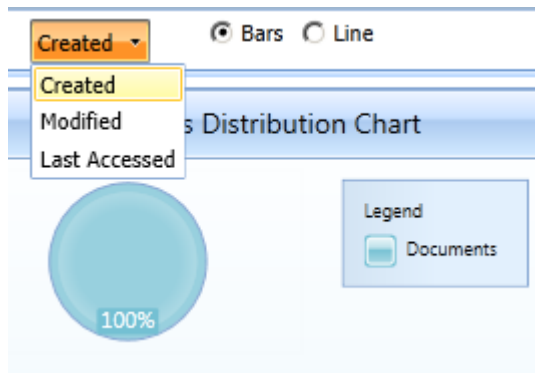 Created
Bars
Line
Created
Modified
Last Accessed
s Distribution Chart
Legend
Documents
100%